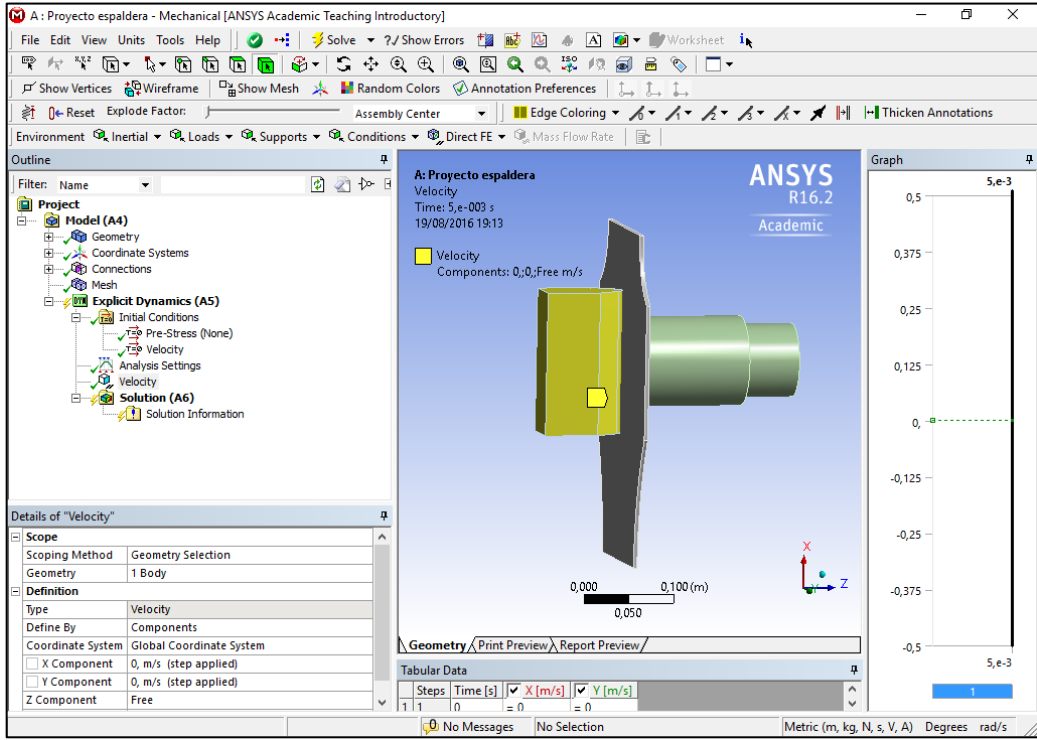 A : Proyecto espaldera - Mechanical [ANSYS Academic Teaching Introductory]
File Edit View Units Tools Help Solve ?/ Show Errors Worksheet
Show Vertices Wireframe Show Mesh Random Colors Annotation Preferences
Reset Explode Factor: Assembly Center Edge Coloring Thicken Annotations
Environment Inertial Loads Supports Conditions Direct FE Mass Flow Rate
Outline
Filter: Name
Project
Model (A4)
Geometry
Coordinate Systems
Connections
Mesh
Explicit Dynamics (A5)
Initial Conditions
Pre-Stress (None)
Velocity
Analysis Settings
Velocity
Solution (A6)
Solution Information
Details of "Velocity"
Scope
Scoping Method Geometry Selection
Geometry 1 Body
Definition
Type Velocity
Define By Components
Coordinate System Global Coordinate System
X Component 0, m/s (step applied)
Y Component 0, m/s (step applied)
Z Component Free
A: Proyecto espaldera
Velocity
Time: 5,e-003 s
19/08/2016 19:13
Velocity
Components: 0,;0,;Free m/s
ANSYS
R16.2
Academic
0,000 0,100 (m)
0,050
X
Y
Z
Geometry Print Preview Report Preview
Tabular Data
Steps Time [s] X [m/s] Y [m/s]
1 1 0 = 0 = 0
Graph
5,e-3
0,5
0,375
0,25
0,125
0,
-0,125
-0,25
-0,375
-0,5
5,e-3
1
No Messages No Selection Metric (m, kg, N, s, V, A) Degrees rad/s